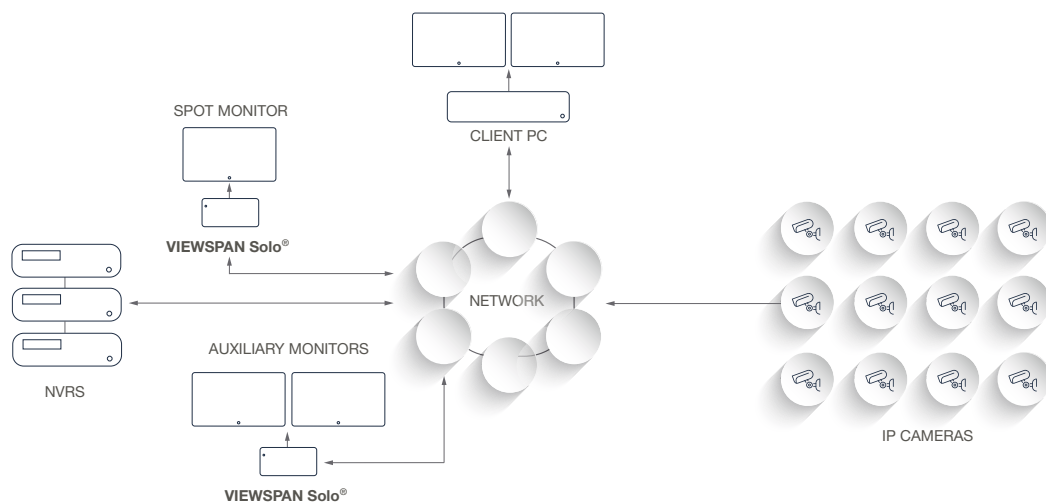 SPOT MONITOR
CLIENT PC
VIEWSPAN Solo®
NETWORK
AUXILIARY MONITORS
NVRS
IP CAMERAS
VIEWSPAN Solo®